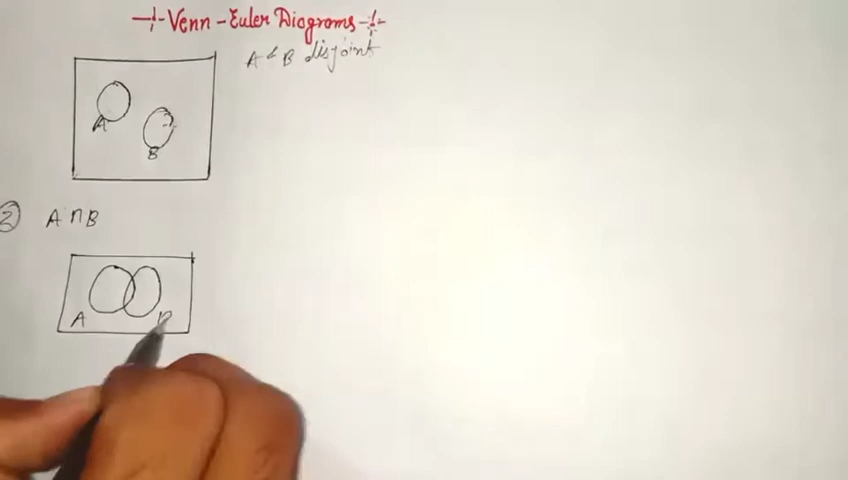 Venn-Euler Diagrams
A & B disjoint
A
B
2 A∩B
A